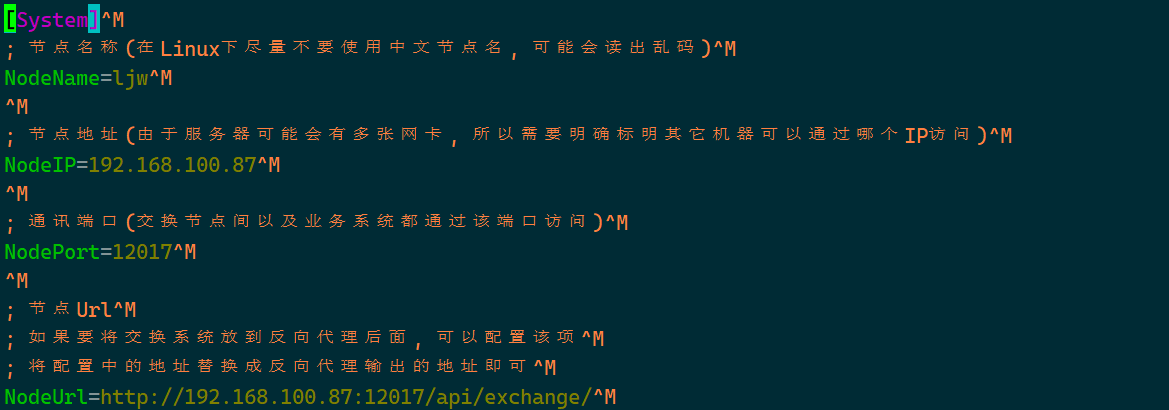 [System]^M
; 节点名称(在Linux下尽量不要使用中文节点名，可能会读出乱码)^M
NodeName=ljw^M
^M
; 节点地址(由于服务器可能会有多张网卡，所以需要明确标明其它机器可以通过哪个IP访问)^M
NodeIP=192.168.100.87^M
^M
; 通讯端口(交换节点间以及业务系统都通过该端口访问)^M
NodePort=12017^M
^M
; 节点Url^M
; 如果要将交换系统放到反向代理后面，可以配置该项^M
; 将配置中的地址替换成反向代理输出的地址即可^M
NodeUrl=http://192.168.100.87:12017/api/exchange/^M